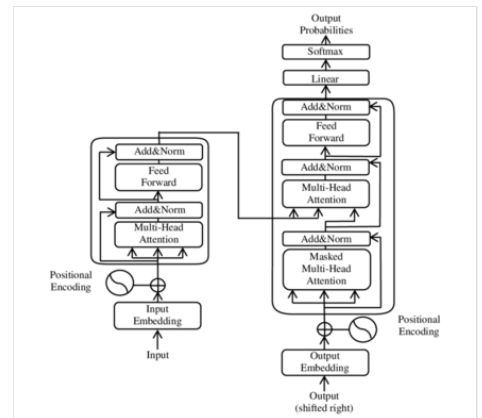 Output
Probabilities
Softmax
Linear
Add&Norm
Feed
Forward
Add&Norm
Multi-Head
Attention
Add&Norm
Masked
Multi-Head
Attention
Positional
Encoding
Output
Embedding
Output
(shifted right)
Add&Norm
Feed
Forward
Add&Norm
Multi-Head
Attention
Positional
Encoding
Input
Embedding
Input